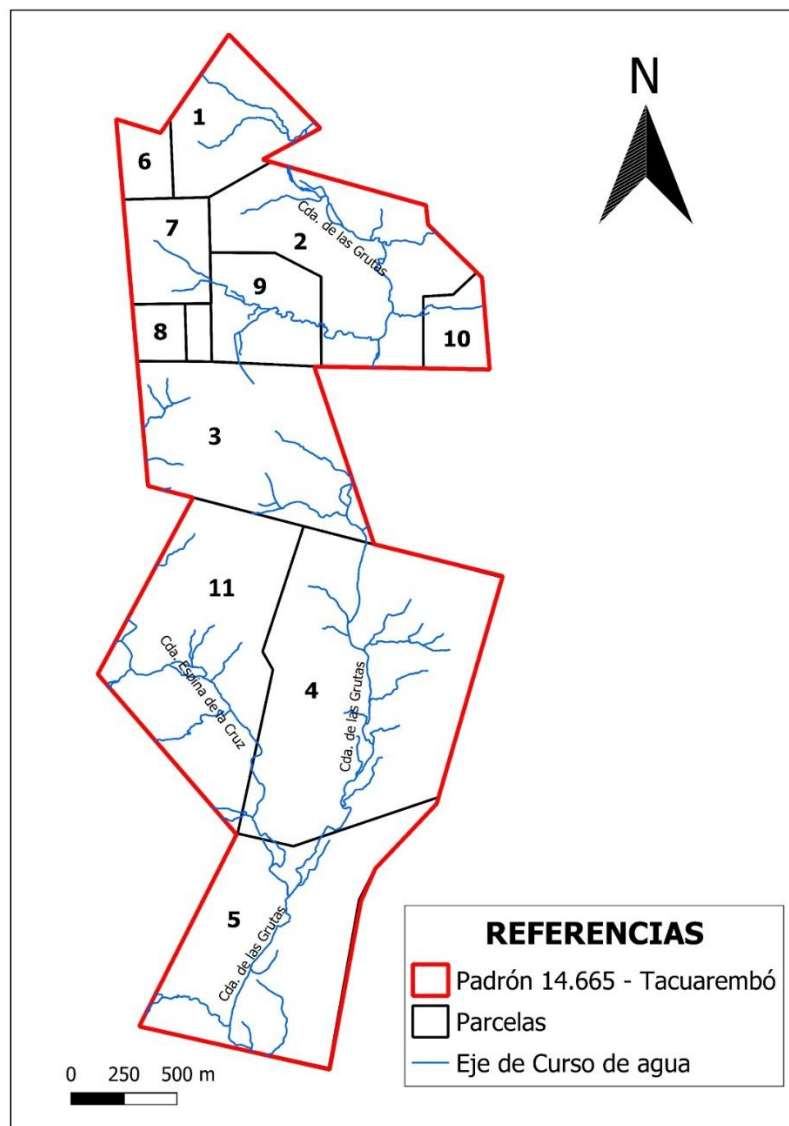 N
1
6
7
Cda. de las Grutas
2
9
8
10
3
11
Cda. Espina de la Cruz
4
Cda. de las Grutas
5
Cda. de las Grutas
REFERENCIAS
Padrón 14.665 - Tacuarembó
Parcelas
Eje de Curso de agua
0 250 500 m